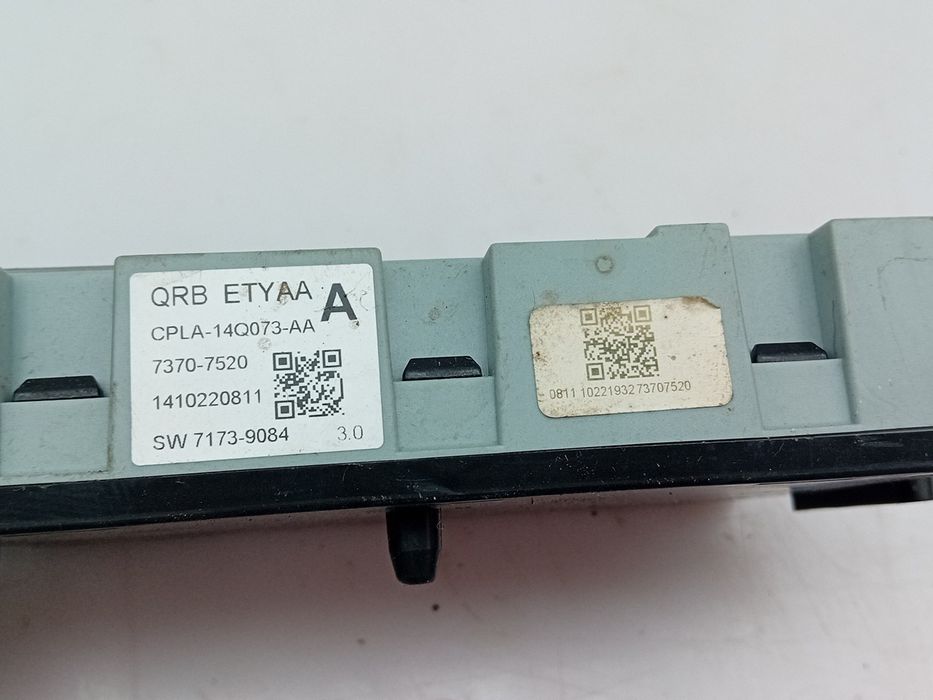 QRB ETYAA A
CPLA-14Q073-AA
7370-7520
1410220811
SW 7173-9084 3.0
0811 1022193273707520